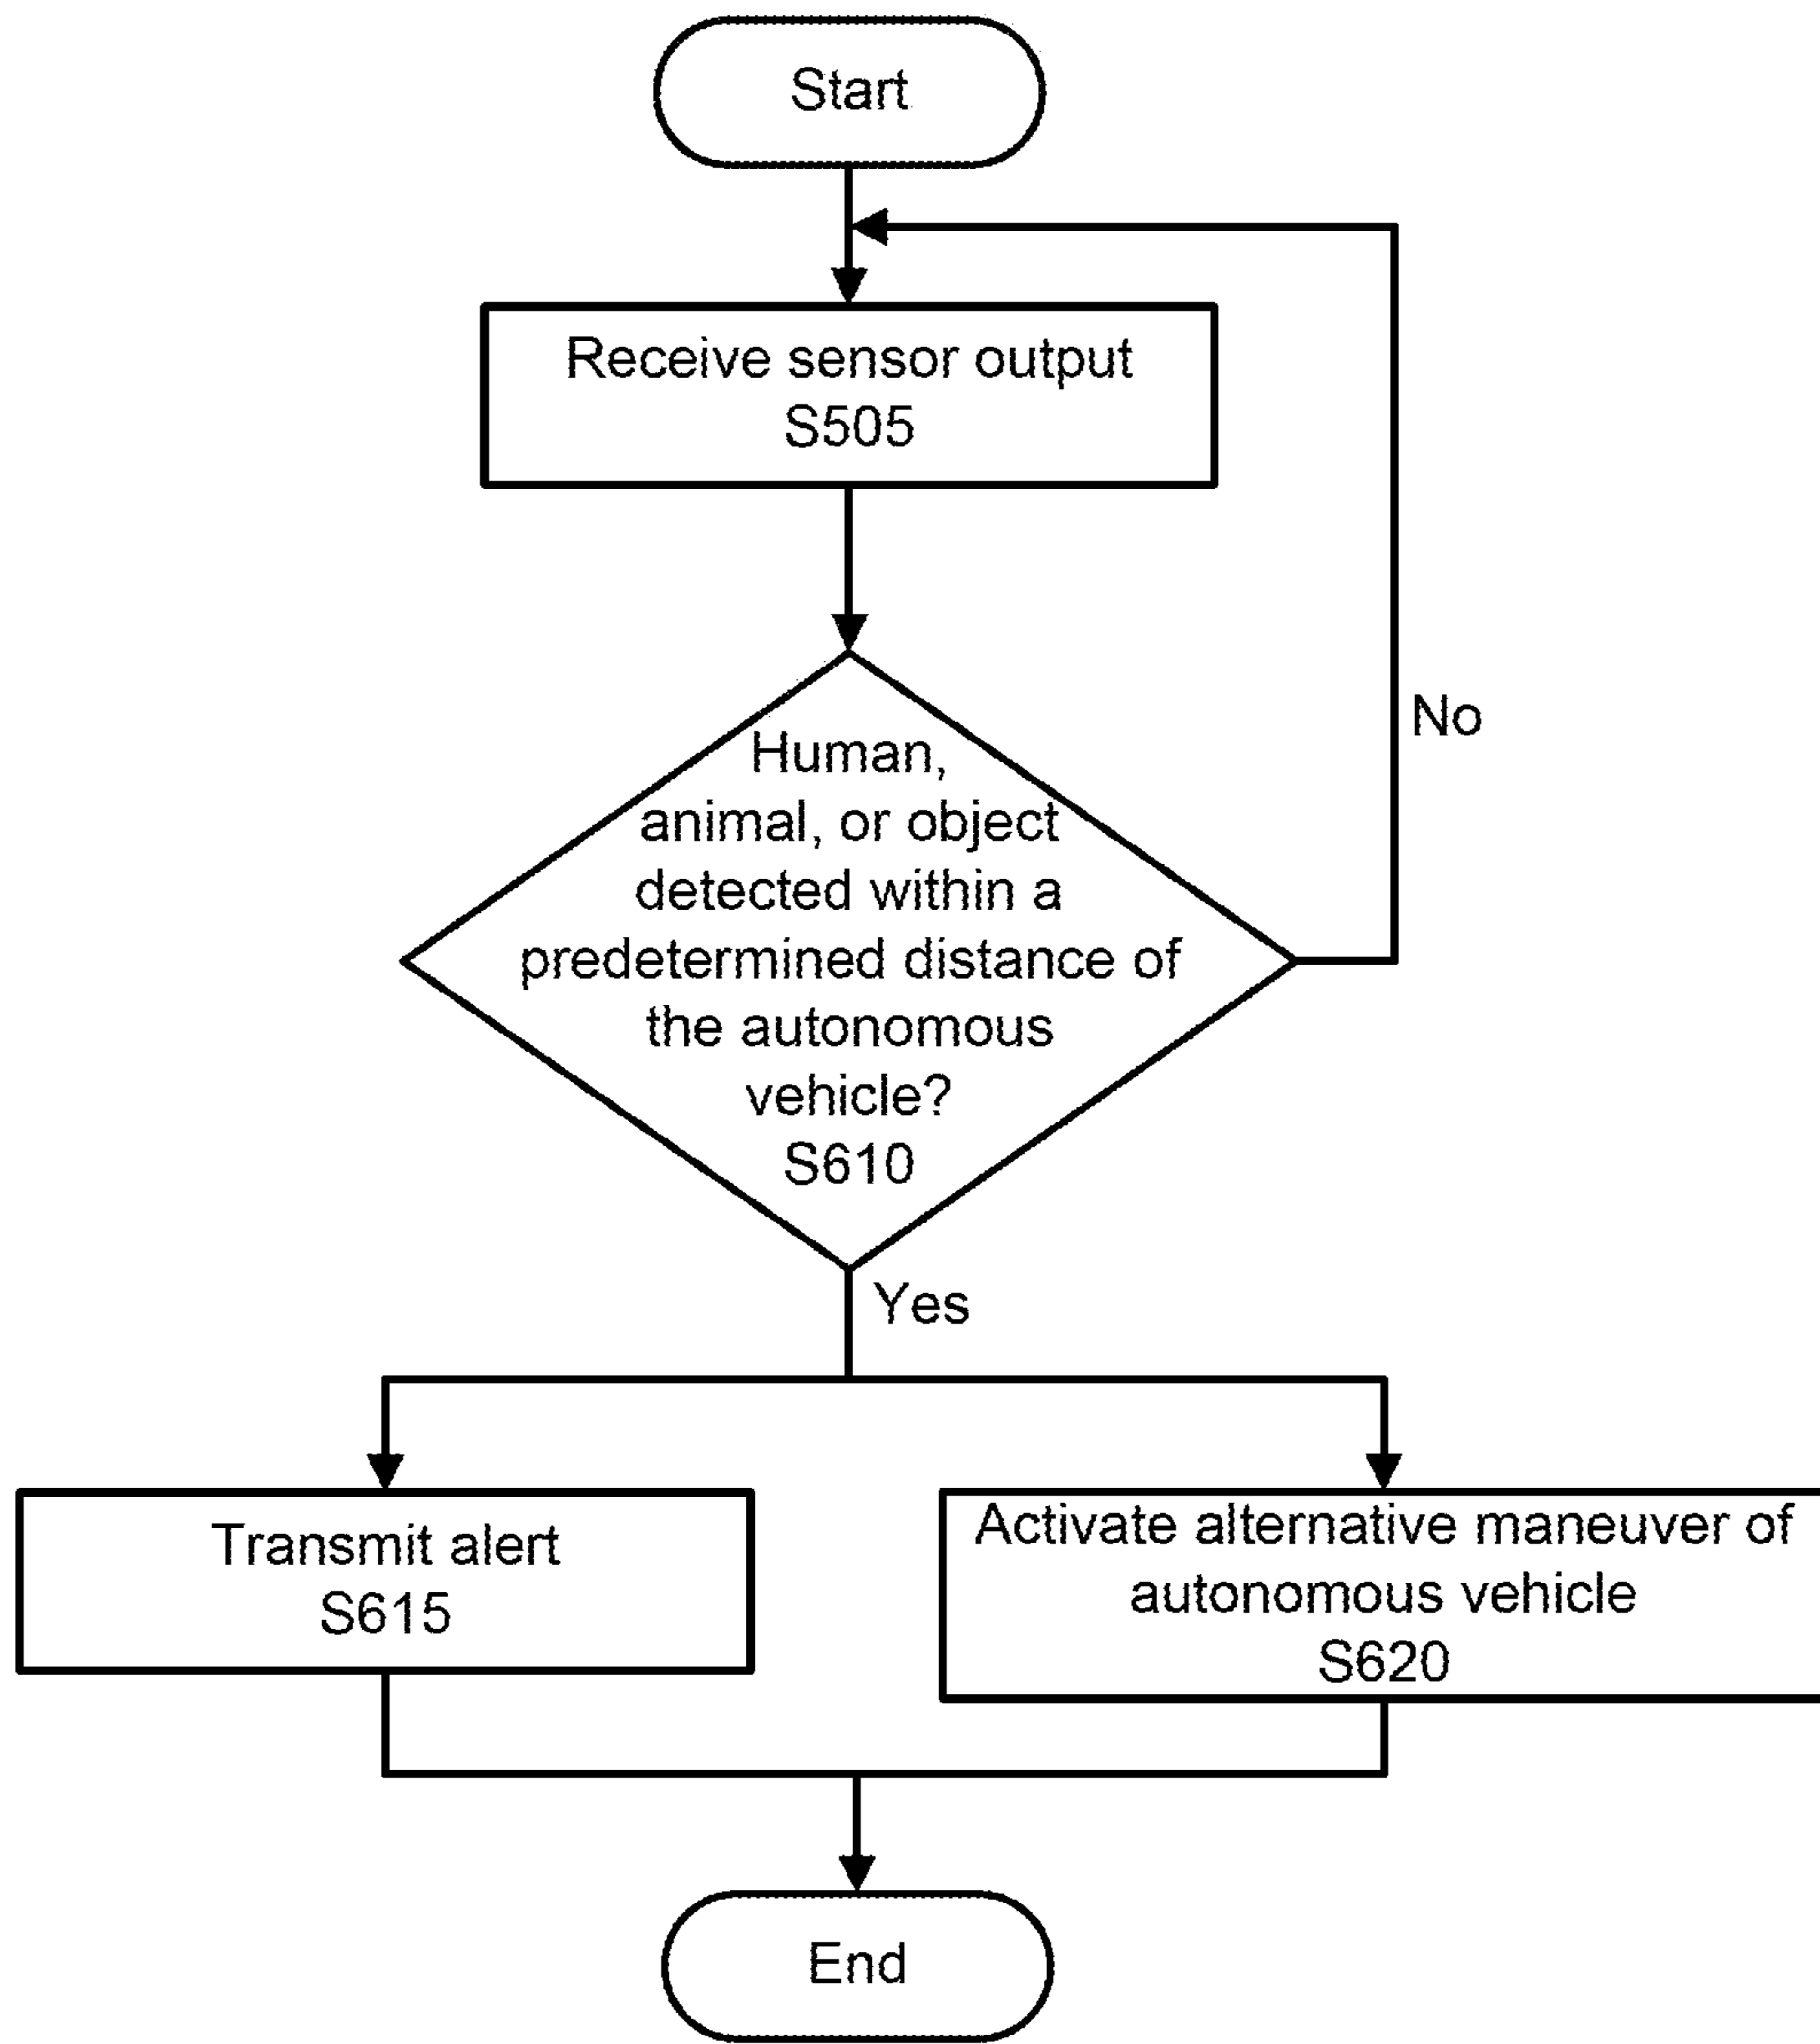 Start
Receive sensor output
S505
No
Human,
animal, or object
detected within a
predetermined distance of
the autonomous
vehicle?
S610
Yes
Transmit alert
S615
Activate alternative maneuver of
autonomous vehicle
S620
End